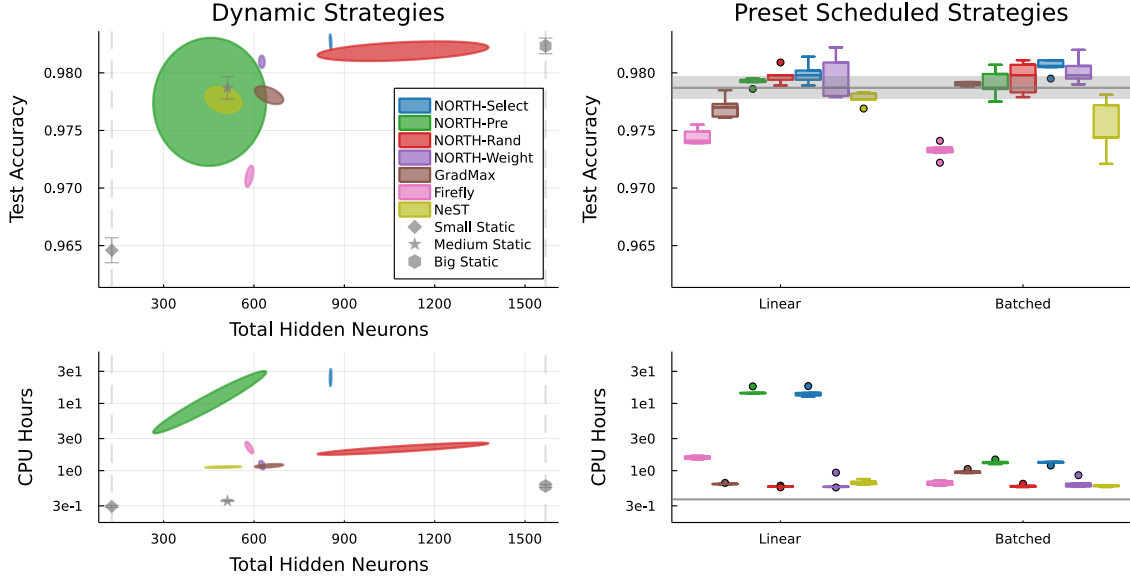 Dynamic Strategies
Preset Scheduled Strategies
Test Accuracy
0.980
0.975
0.970
0.965
300
600
900
1200
1500
Total Hidden Neurons
NORTH-Select
NORTH-Pre
NORTH-Rand
NORTH-Weight
GradMax
Firefly
NeST
Small Static
Medium Static
Big Static
Test Accuracy
0.980
0.975
0.970
0.965
Linear
Batched
CPU Hours
3e1
1e1
3e0
1e0
3e-1
300
600
900
1200
1500
Total Hidden Neurons
CPU Hours
3e1
1e1
3e0
1e0
3e-1
Linear
Batched